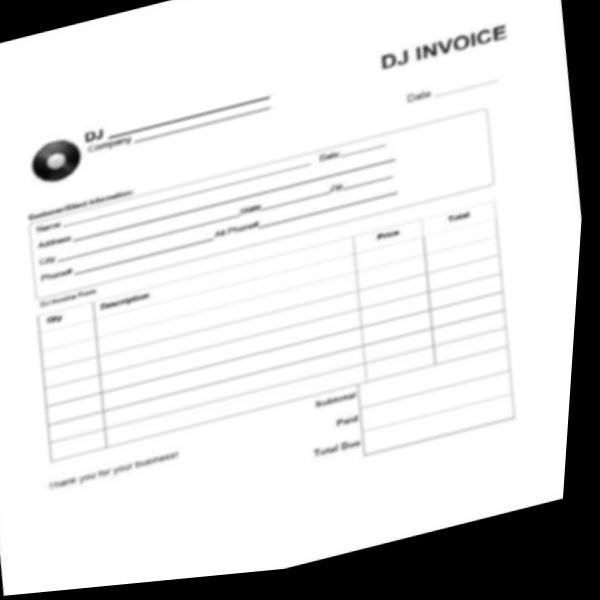 DJ INVOICE
Date
DJ
Company
Customer/Client Information:
Name Date
Address
City State Zip
Phone# Alt Phone#
DJ Invoice Form
Qty Description Price Total
Subtotal
Paid
Total Due
Thank you for your business!